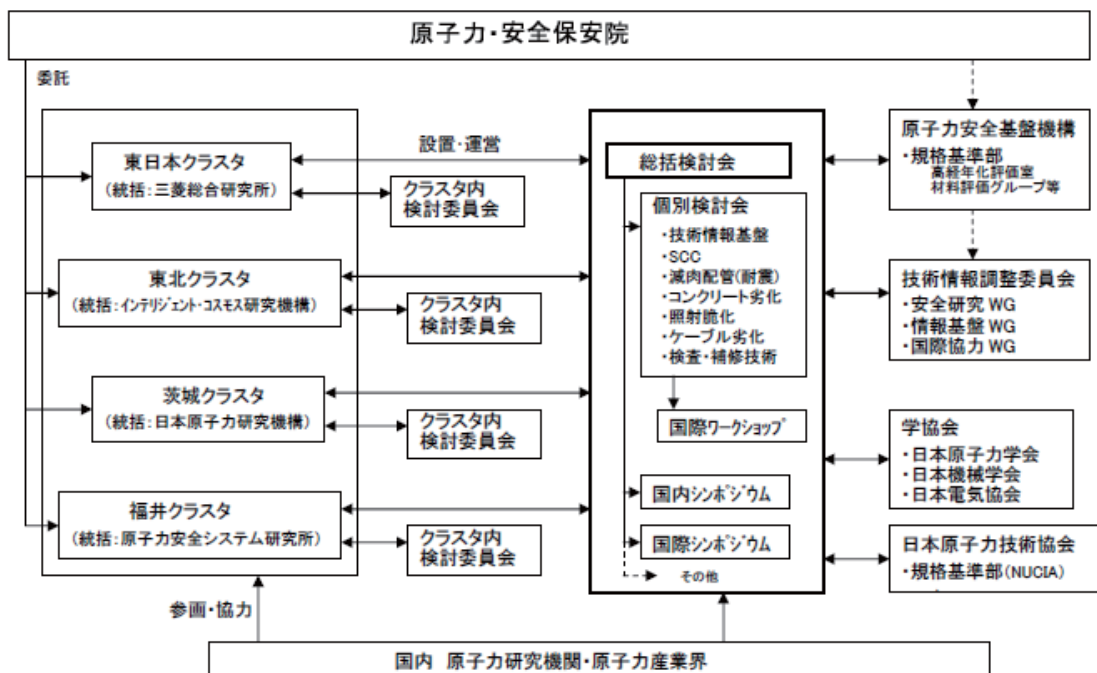 原子力・安全保安院
委託
東日本クラスタ
(統括:三菱総合研究所)
設置・運営
クラスタ内
検討委員会
東北クラスタ
(統括:インテリジェント・コスモス研究機構)
クラスタ内
検討委員会
茨城クラスタ
(統括:日本原子力研究機構)
クラスタ内
検討委員会
福井クラスタ
(統括:原子力安全システム研究所)
クラスタ内
検討委員会
参画・協力
総括検討会
個別検討会
・技術情報基盤
・SCC
・減肉配管(耐震)
・コンクリート劣化
・照射脆化
・ケーブル劣化
・検査・補修技術
国際ワークショップ
国内シンポジウム
国際シンポジウム
その他
原子力安全基盤機構
・規格基準部
高経年化評価室
材料評価グループ等
技術情報調整委員会
・安全研究 WG
・情報基盤 WG
・国際協力 WG
学協会
・日本原子力学会
・日本機械学会
・日本電気協会
日本原子力技術協会
・規格基準部(NUCIA)
国内 原子力研究機関・原子力産業界